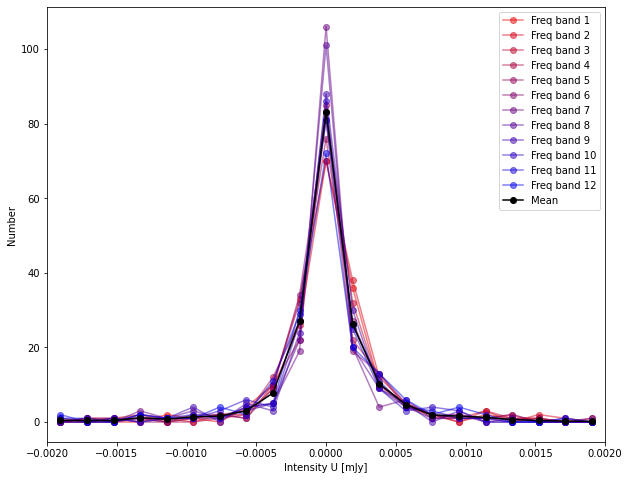 Freq band 1
Freq band 2
Freq band 3
Freq band 4
Freq band 5
Freq band 6
Freq band 7
Freq band 8
Freq band 9
Freq band 10
Freq band 11
Freq band 12
Mean
100
80
60
40
20
0
Number
−0.0020 −0.0015 −0.0010 −0.0005 0.0000 0.0005 0.0010 0.0015 0.0020
Intensity U [mJy]